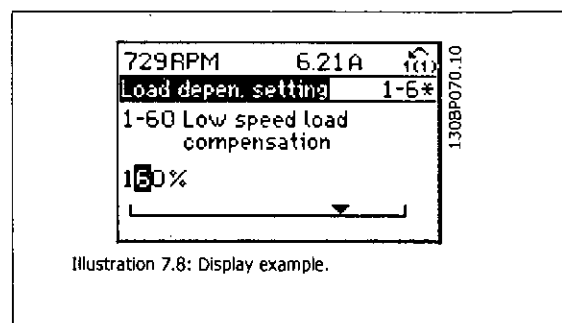 729RPM 6.21A 1(1)
Load depen. setting 1-6*
1-60 Low speed load
compensation
160%
130BP070.10
Illustration 7.8: Display example.